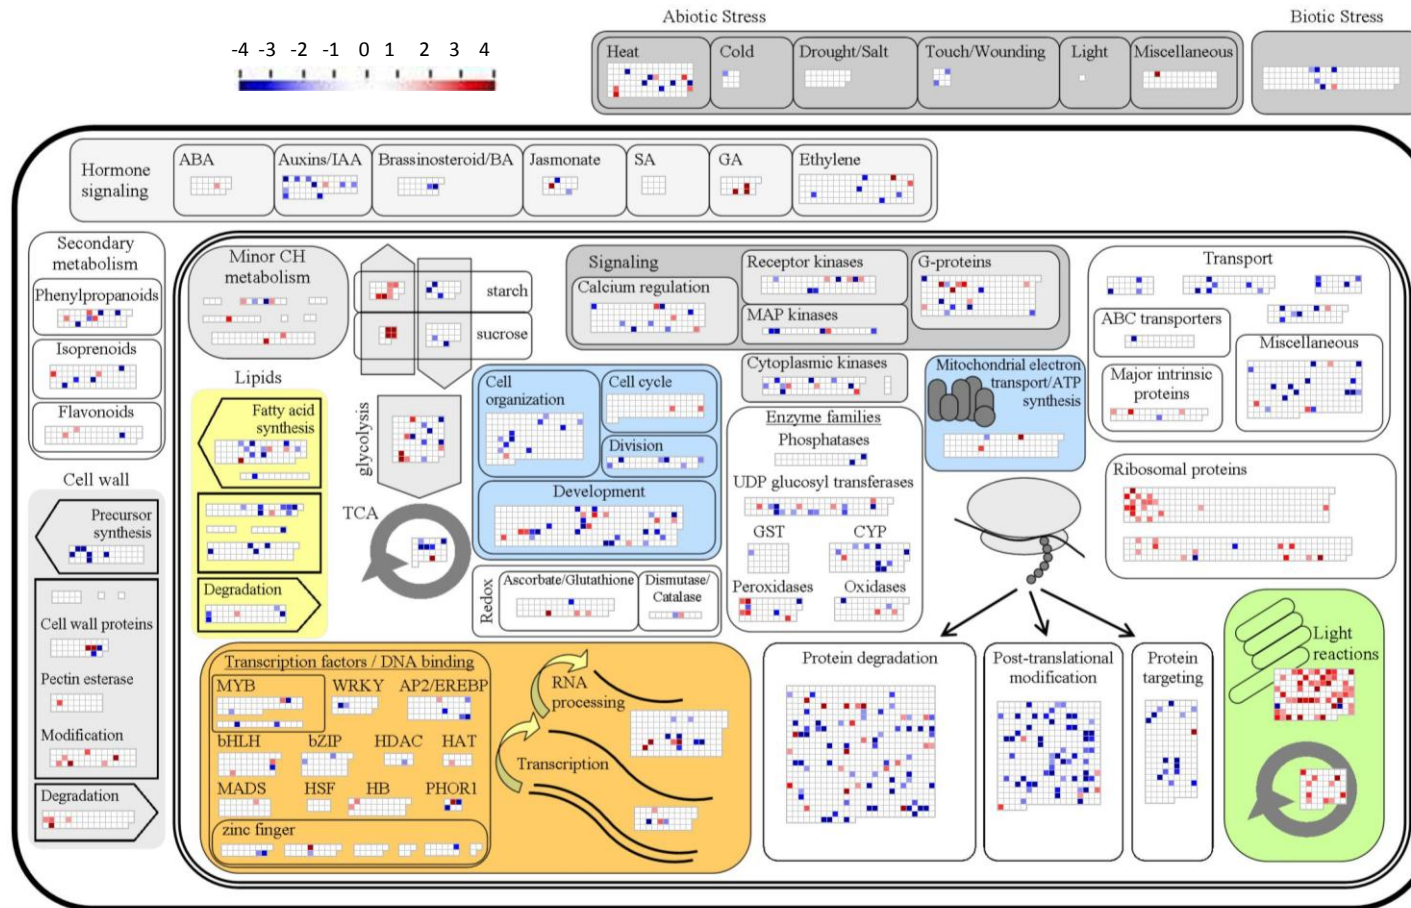 Abiotic Stress
Biotic Stress
-4 -3 -2 -1 0 1 2 3 4
Heat
Cold
Drought/Salt
Touch/Wounding
Light
Miscellaneous
Hormone
signaling
ABA
Auxins/IAA
Brassinosteroid/BA
Jasmonate
SA
GA
Ethylene
Secondary
metabolism
Phenylpropanoids
Isoprenoids
Flavonoids
Cell wall
Precursor
synthesis
Cell wall proteins
Pectin esterase
Modification
Degradation
Minor CH
metabolism
starch
sucrose
Lipids
Fatty acid
synthesis
Degradation
glycolysis
TCA
Signaling
Calcium regulation
Receptor kinases
MAP kinases
G-proteins
Cytoplasmic kinases
Cell
organization
Cell cycle
Division
Development
Redox
Ascorbate/Glutathione
Dismutase/
Catalase
Enzyme families
Phosphatases
UDP glucosyl transferases
GST
CYP
Peroxidases
Oxidases
Mitochondrial electron
transport/ATP
synthesis
Transport
ABC transporters
Major intrinsic
proteins
Miscellaneous
Ribosomal proteins
Transcription factors / DNA binding
MYB
WRKY
AP2/EREBP
bHLH
bZIP
HDAC
HAT
MADS
HSF
HB
PHOR1
zinc finger
RNA
processing
Transcription
Protein degradation
Post-translational
modification
Protein
targeting
Light
reactions